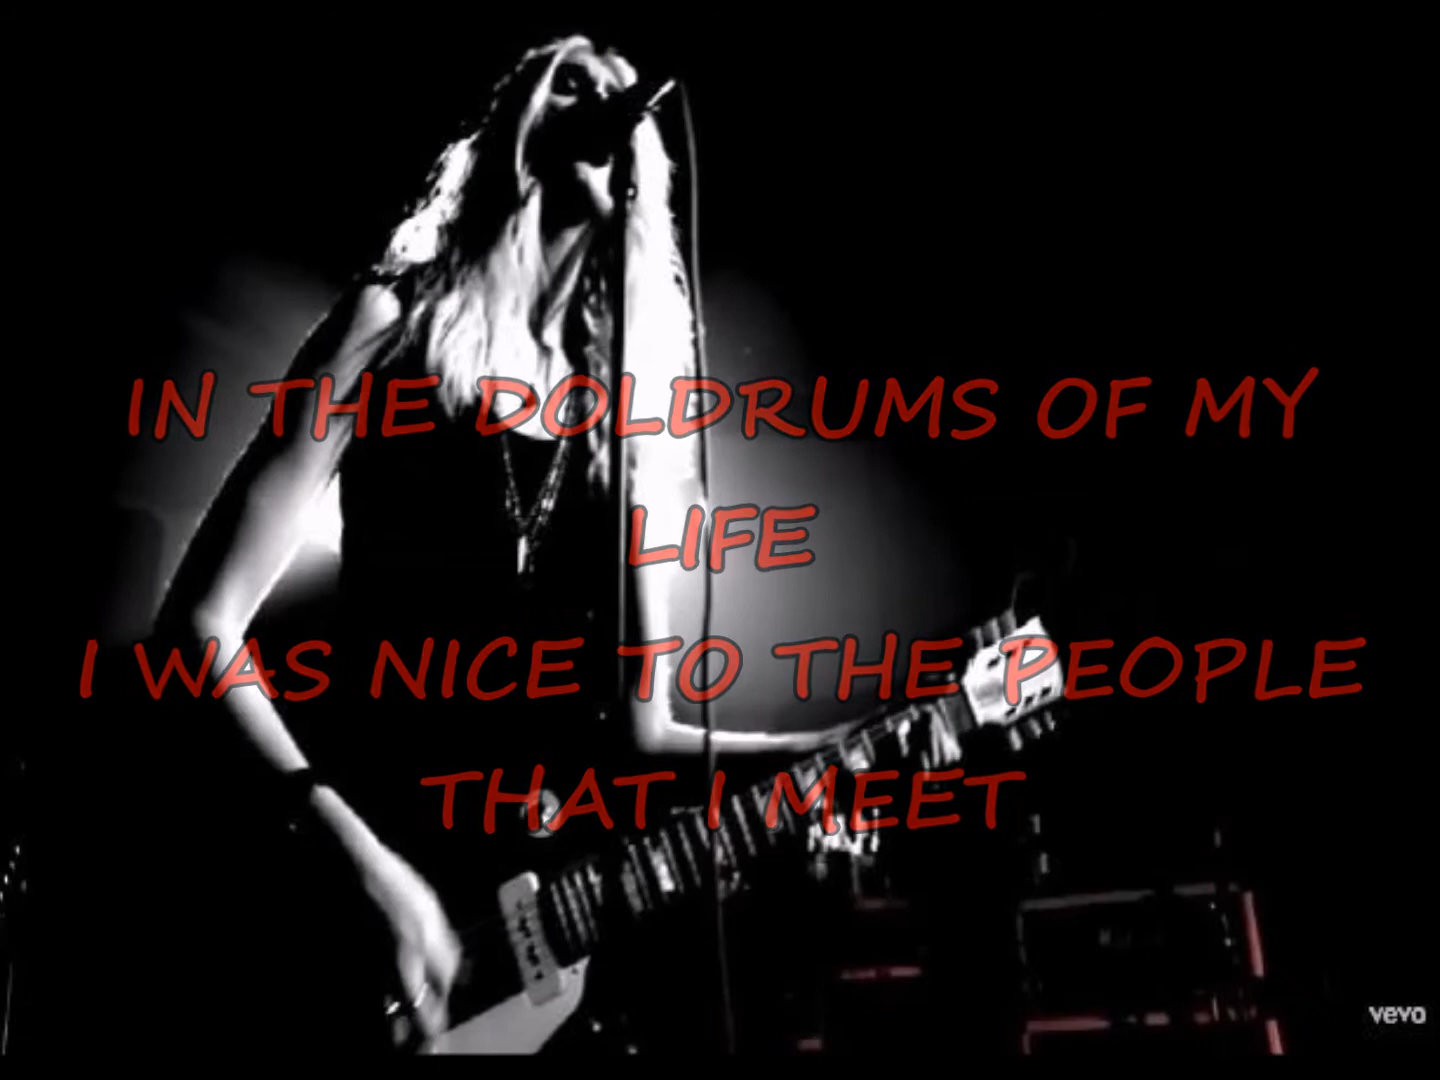 IN THE DOLDRUMS OF MY
LIFE
I WAS NICE TO THE PEOPLE
THAT I MEET
vevo